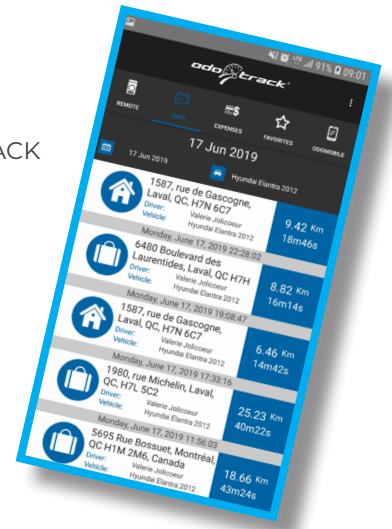 ACK
LTE 91% 09:01
odotrack
REMOTE TRIPS EXPENSES FAVORITES ODOMOBILE
17 Jun 2019
17 Jun 2019 Hyundai Elantra 2012
1587, rue de Gascogne,
Laval, QC, H7N 6C7
Driver: Valerie Jolicoeur
Vehicle: Hyundai Elantra 2012
9.42 Km
18m46s
Monday, June 17, 2019 22:28:02
6480 Boulevard des
Laurentides, Laval, QC H7H
Driver: Valerie Jolicoeur
Vehicle: Hyundai Elantra 2012
8.82 Km
16m14s
Monday, June 17, 2019 19:08:47
1587, rue de Gascogne,
Laval, QC, H7N 6C7
Driver: Valerie Jolicoeur
Vehicle: Hyundai Elantra 2012
6.46 Km
14m42s
Monday, June 17, 2019 17:33:16
1980, rue Michelin, Laval,
QC, H7L 5C2
Driver: Valerie Jolicoeur
Vehicle: Hyundai Elantra 2012
25.23 Km
40m22s
Monday, June 17, 2019 11:56:03
5695 Rue Bossuet, Montréal,
QC H1M 2M6, Canada
Driver: Valerie Jolicoeur
Vehicle: Hyundai Elantra 2012
18.66 Km
43m24s